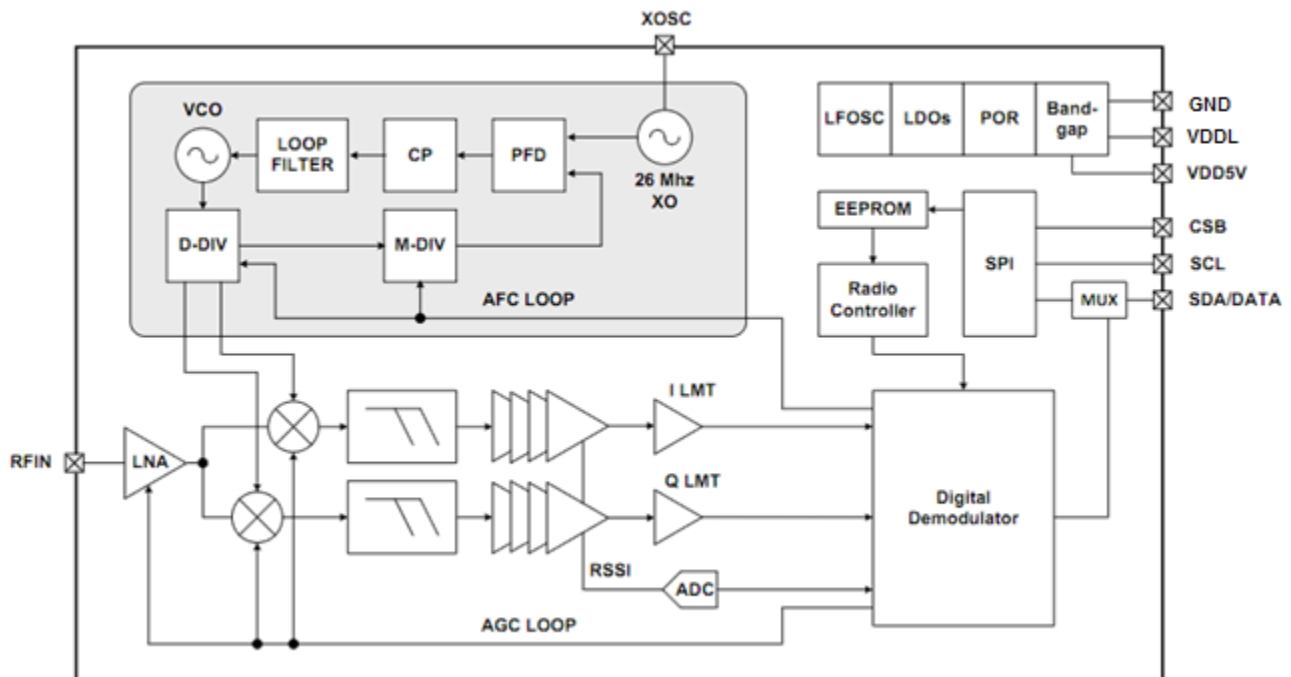 XOSC
VCO
LOOP
FILTER
CP
PFD
26 Mhz
XO
D-DIV
M-DIV
AFC LOOP
LFOSC
LDOs
POR
Band-
gap
GND
VDDL
VDD5V
EEPROM
SPI
CSB
SCL
Radio
Controller
MUX
SDA/DATA
I LMT
RFIN
LNA
Q LMT
Digital
Demodulator
RSSI
ADC
AGC LOOP